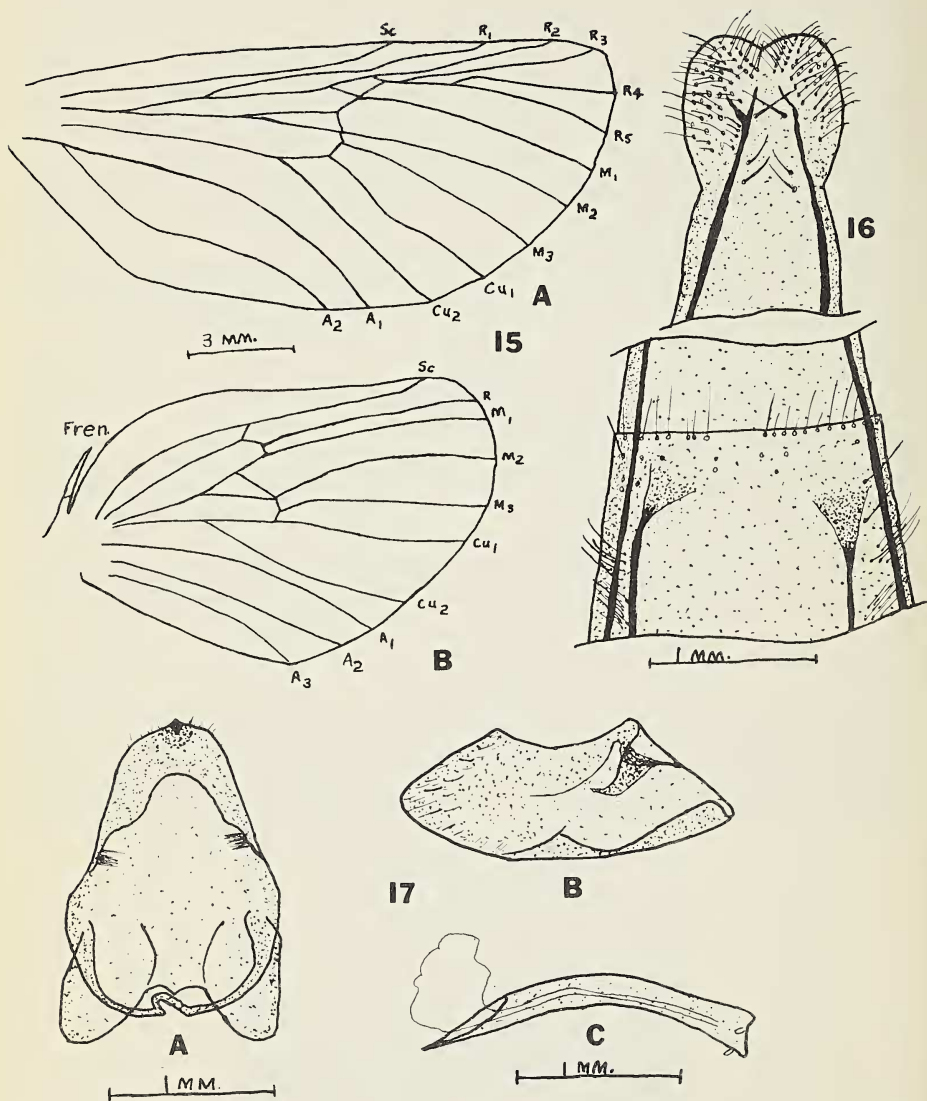 Sc R₁ R₂ R₃
R₄
R₅
M₁
M₂
M₃
Cu₁ A
A₂ A₁ Cu₂
3 MM. 15
16
Sc
Fren.
R
M₁
M₂
M₃
Cu₁
Cu₂
A₁
A₂
A₃ B
1 MM.
17 B
A C
1 MM. 1 MM.